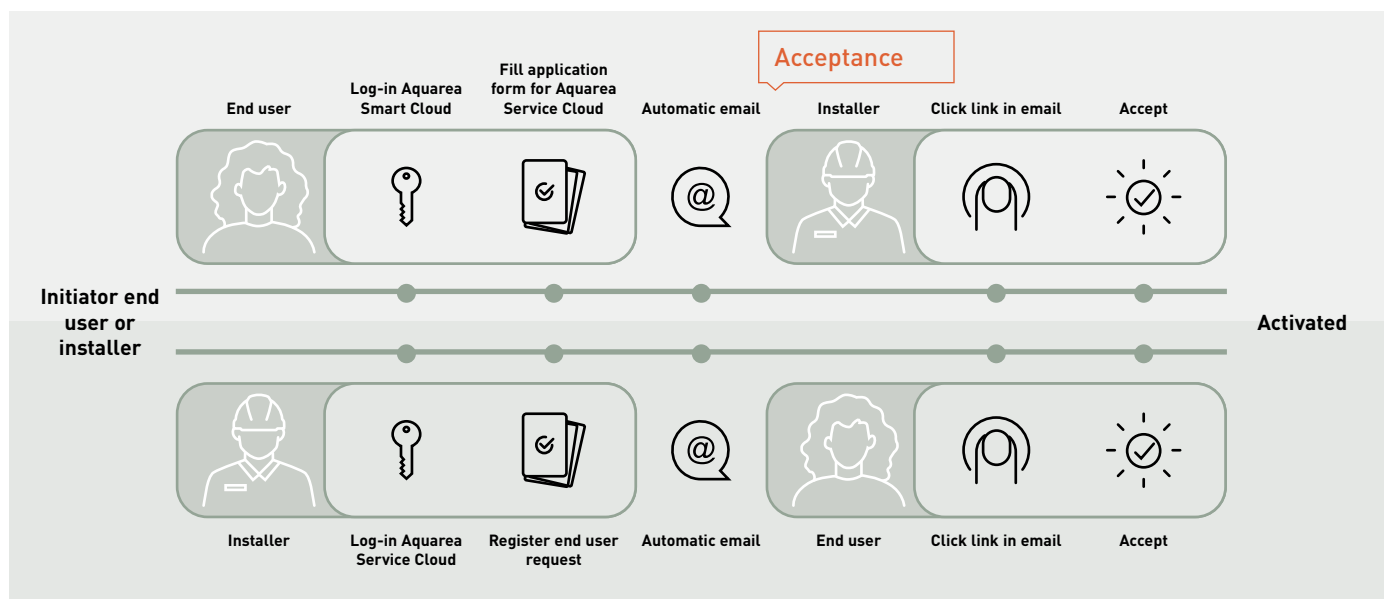 Acceptance
End user
Log-in Aquarea
Smart Cloud
Fill application
form for Aquarea
Service Cloud
Automatic email
Installer
Click link in email
Accept
@
Initiator end
user or
installer
Activated
@
Installer
Log-in Aquarea
Service Cloud
Register end user
request
Automatic email
End user
Click link in email
Accept